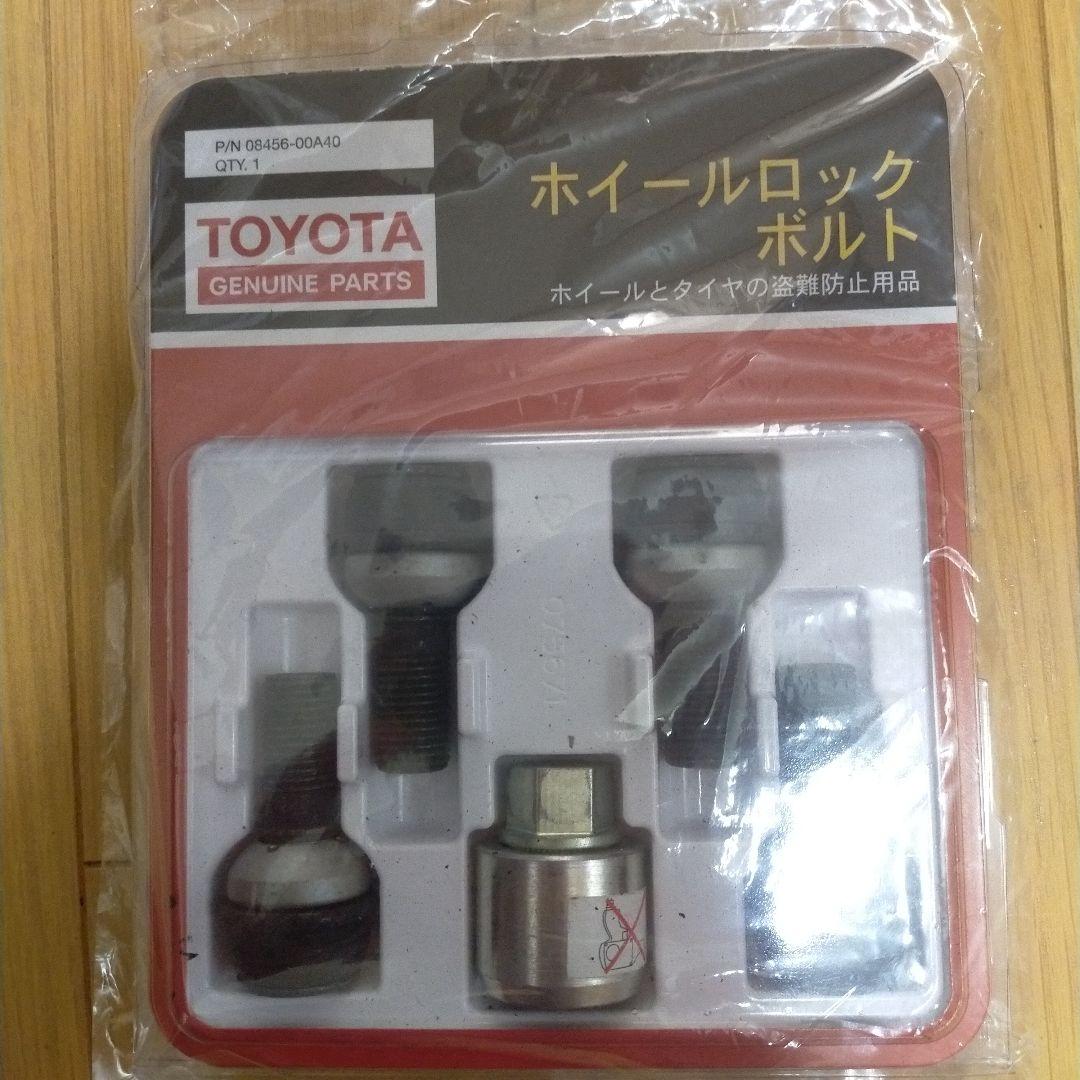 P/N 08456-00A40
QTY. 1
TOYOTA
GENUINE PARTS
ホイールロック
ボルト
ホイールとタイヤの盗難防止用品